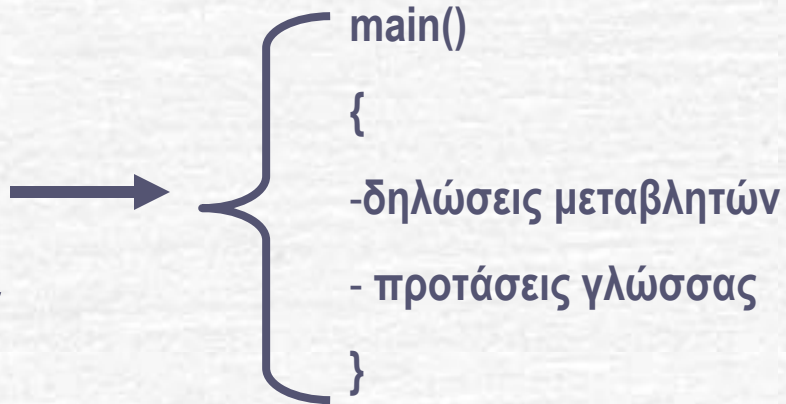 main()
{
-δηλώσεις μεταβλητών
- προτάσεις γλώσσας
}